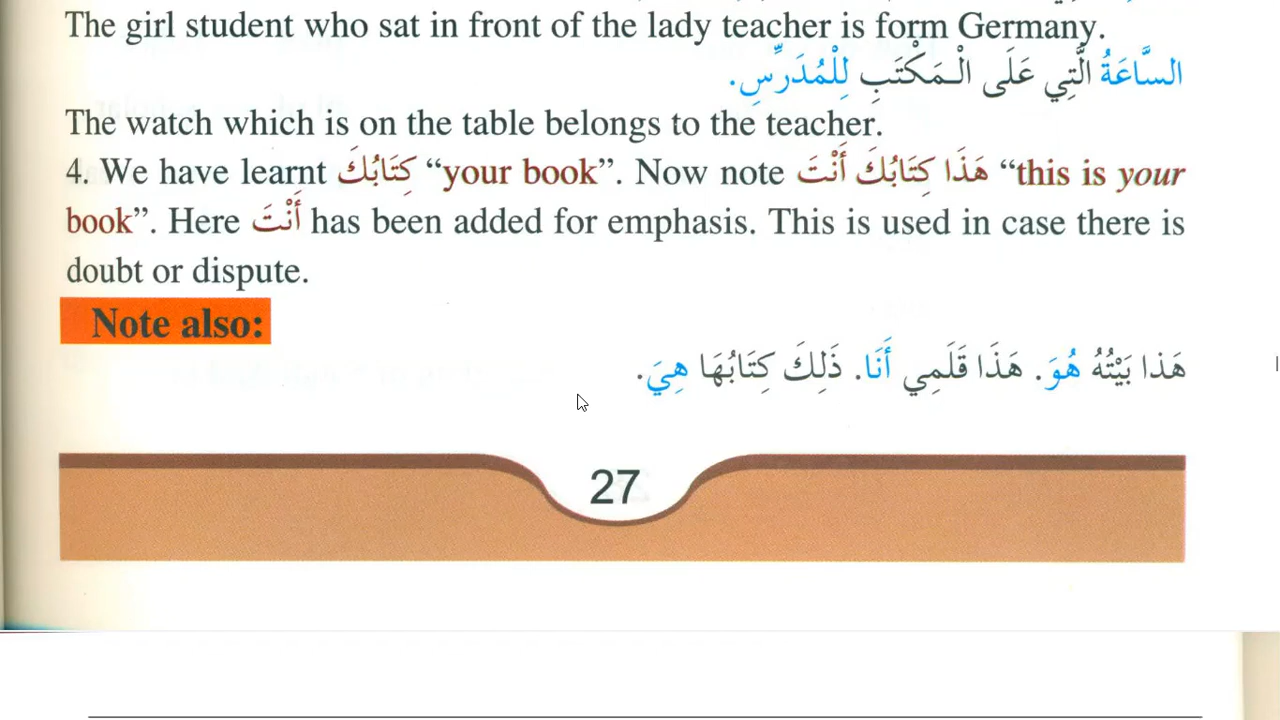 The girl student who sat in front of the lady teacher is form Germany.
السَّاعَةُ الَّتِي عَلَى الْـمَكْتَبِ لِلْمُدَرِّسِ.
The watch which is on the table belongs to the teacher.
4. We have learnt كِتَابُكَ “your book”. Now note هَذَا كِتَابُكَ أَنْتَ “this is your
book”. Here أَنْتَ has been added for emphasis. This is used in case there is
doubt or dispute.
Note also:
هَذا بَيْتُهُ هُوَ. هَذَا قَلَمِي أَنَا. ذَلِكَ كِتَابُهَا هِيَ.
27